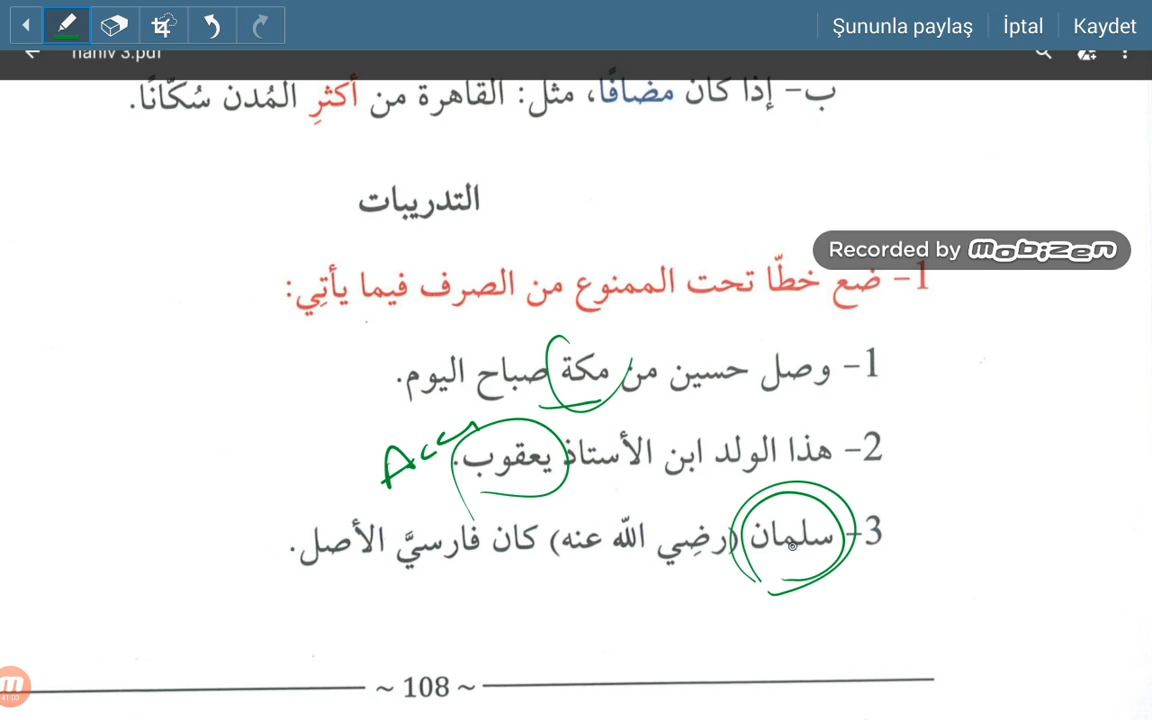 Şununla paylaş İptal Kaydet
nahiv 3.pdf
ب- إذا كان مضافًا، مثل: القاهرة من أكثرِ المُدن سُكّانًا.
التدريبات
Recorded by mobizen
1- ضع خطًّا تحت الممنوع من الصرف فيما يأتِي:
1- وصل حسين من مكة صباح اليوم.
2- هذا الولد ابن الأستاذ يعقوب.
3- سلمان (رضِي الله عنه) كان فارسيَّ الأصل.
~ 108 ~